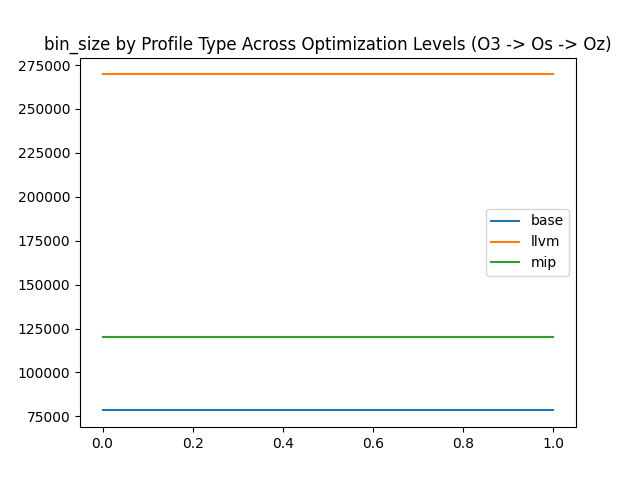 bin_size by Profile Type Across Optimization Levels (O3 -> Os -> Oz)
275000
250000
225000
200000
175000
150000
125000
100000
75000
base
llvm
mip
0.0 0.2 0.4 0.6 0.8 1.0